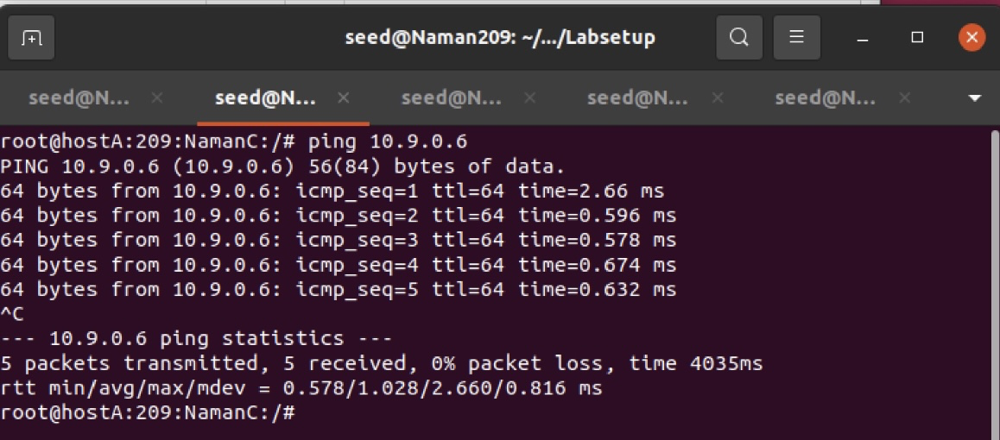 seed@Naman209: ~/.../Labsetup
seed@N... seed@N... seed@N... seed@N... seed@N...
root@hostA:209:NamanC:/# ping 10.9.0.6
PING 10.9.0.6 (10.9.0.6) 56(84) bytes of data.
64 bytes from 10.9.0.6: icmp_seq=1 ttl=64 time=2.66 ms
64 bytes from 10.9.0.6: icmp_seq=2 ttl=64 time=0.596 ms
64 bytes from 10.9.0.6: icmp_seq=3 ttl=64 time=0.578 ms
64 bytes from 10.9.0.6: icmp_seq=4 ttl=64 time=0.674 ms
64 bytes from 10.9.0.6: icmp_seq=5 ttl=64 time=0.632 ms
^C
--- 10.9.0.6 ping statistics ---
5 packets transmitted, 5 received, 0% packet loss, time 4035ms
rtt min/avg/max/mdev = 0.578/1.028/2.660/0.816 ms
root@hostA:209:NamanC:/#